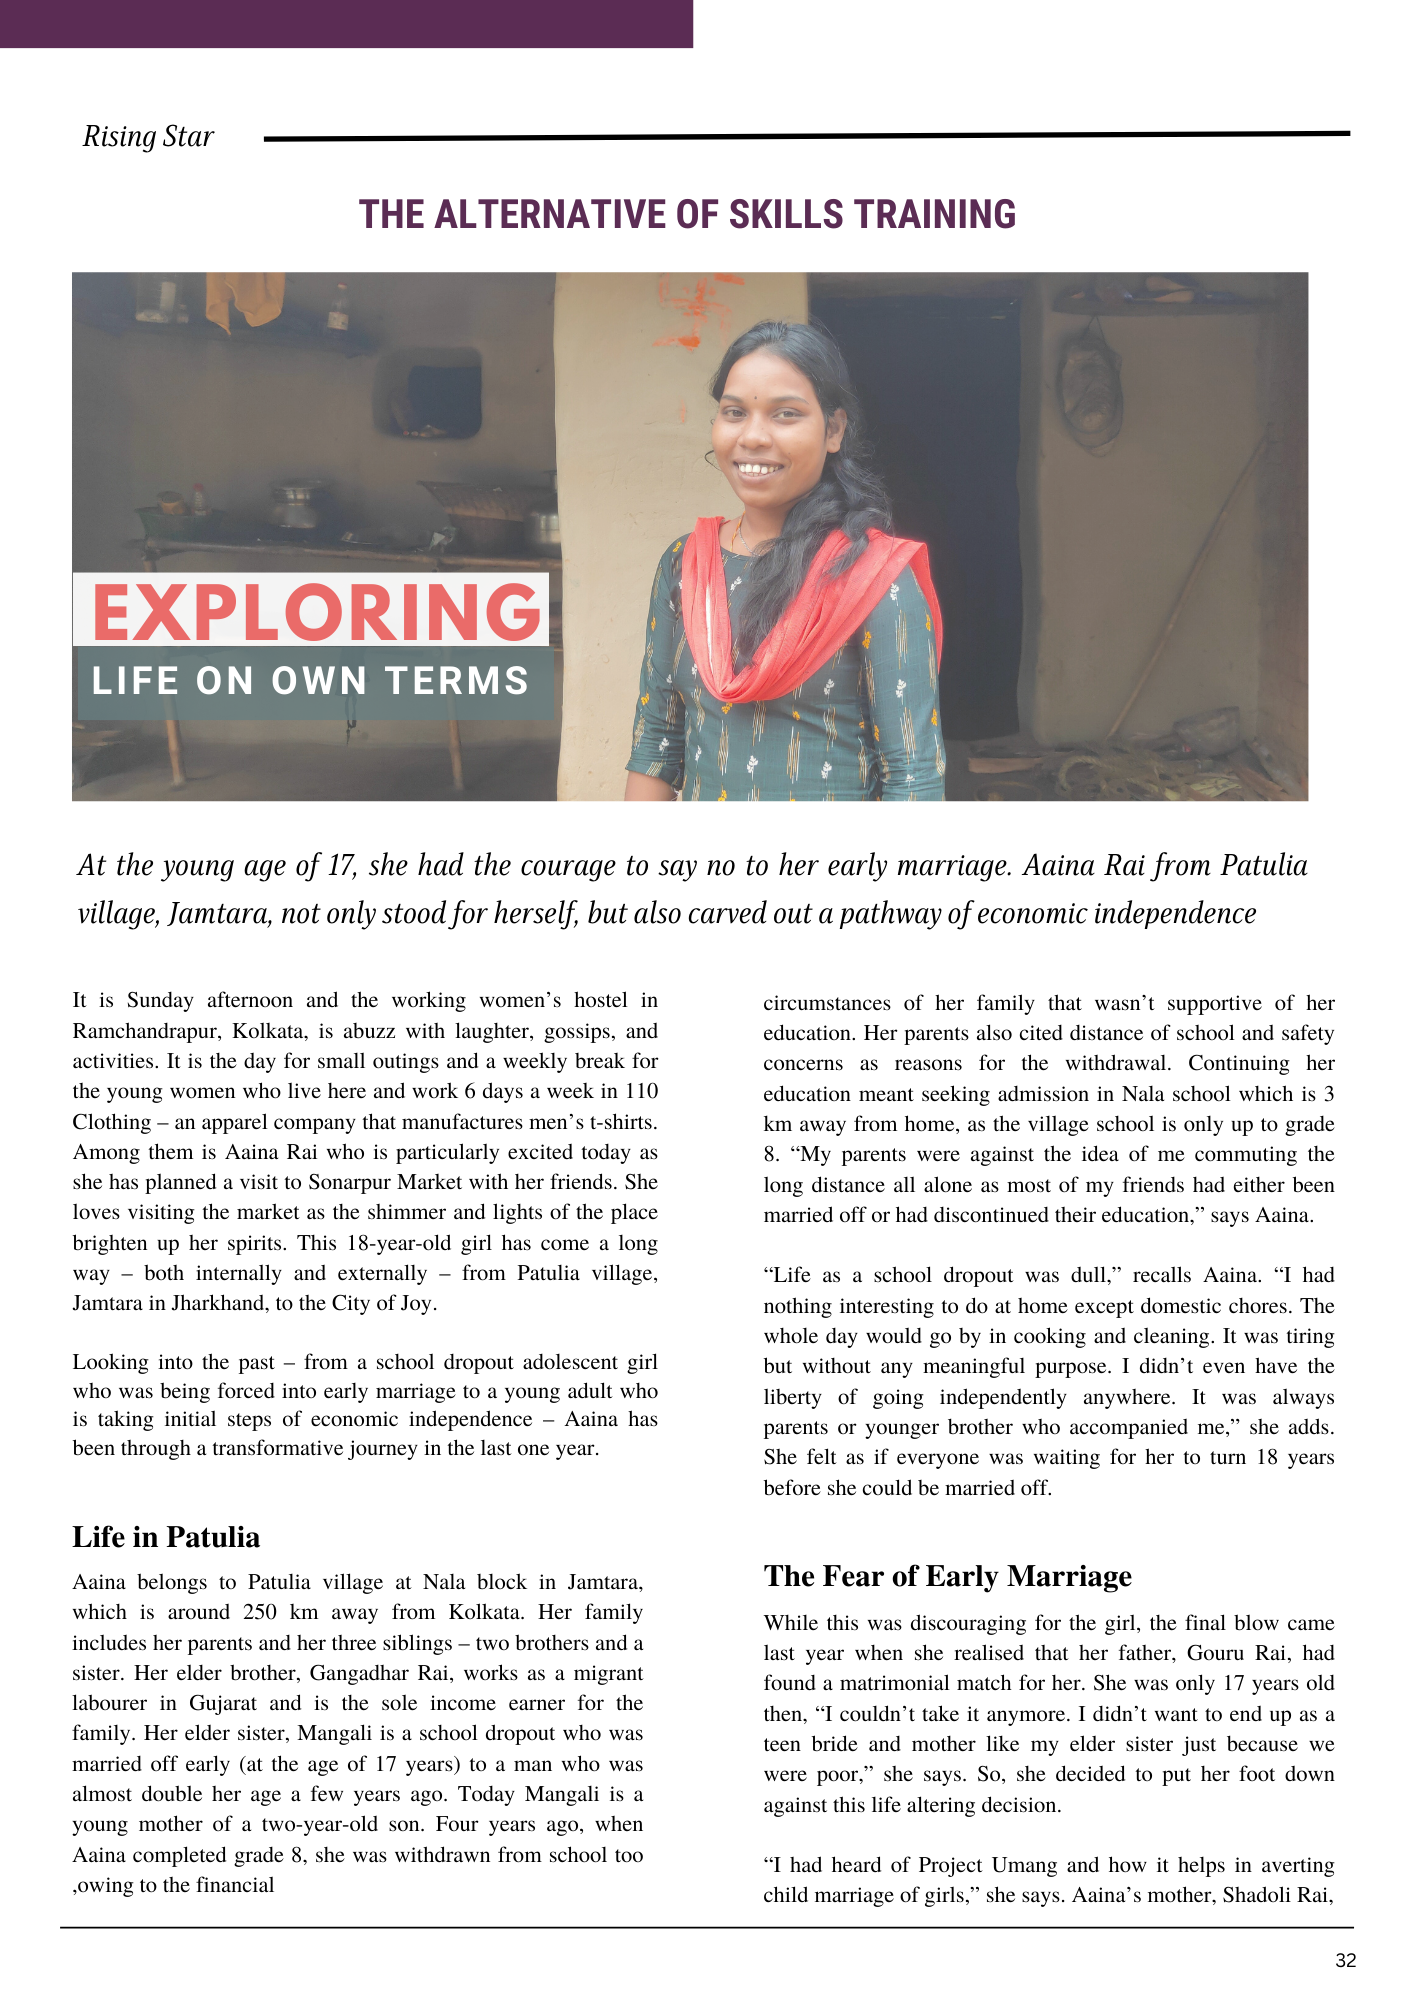 Rising Star
THE ALTERNATIVE OF SKILLS TRAINING
EXPLORING
LIFE ON OWN TERMS
At the young age of 17, she had the courage to say no to her early marriage. Aaina Rai from Patulia
village, Jamtara, not only stood for herself, but also carved out a pathway of economic independence
It is Sunday afternoon and the working women’s hostel in
Ramchandrapur, Kolkata, is abuzz with laughter, gossips, and
activities. It is the day for small outings and a weekly break for
the young women who live here and work 6 days a week in 110
Clothing – an apparel company that manufactures men’s t-shirts.
Among them is Aaina Rai who is particularly excited today as
she has planned a visit to Sonarpur Market with her friends. She
loves visiting the market as the shimmer and lights of the place
brighten up her spirits. This 18-year-old girl has come a long
way – both internally and externally – from Patulia village,
Jamtara in Jharkhand, to the City of Joy.
Looking into the past – from a school dropout adolescent girl
who was being forced into early marriage to a young adult who
is taking initial steps of economic independence – Aaina has
been through a transformative journey in the last one year.
Life in Patulia
Aaina belongs to Patulia village at Nala block in Jamtara,
which is around 250 km away from Kolkata. Her family
includes her parents and her three siblings – two brothers and a
sister. Her elder brother, Gangadhar Rai, works as a migrant
labourer in Gujarat and is the sole income earner for the
family. Her elder sister, Mangali is a school dropout who was
married off early (at the age of 17 years) to a man who was
almost double her age a few years ago. Today Mangali is a
young mother of a two-year-old son. Four years ago, when
Aaina completed grade 8, she was withdrawn from school too
,owing to the financial
circumstances of her family that wasn’t supportive of her
education. Her parents also cited distance of school and safety
concerns as reasons for the withdrawal. Continuing her
education meant seeking admission in Nala school which is 3
km away from home, as the village school is only up to grade
8. “My parents were against the idea of me commuting the
long distance all alone as most of my friends had either been
married off or had discontinued their education,” says Aaina.
“Life as a school dropout was dull,” recalls Aaina. “I had
nothing interesting to do at home except domestic chores. The
whole day would go by in cooking and cleaning. It was tiring
but without any meaningful purpose. I didn’t even have the
liberty of going independently anywhere. It was always
parents or younger brother who accompanied me,” she adds.
She felt as if everyone was waiting for her to turn 18 years
before she could be married off.
The Fear of Early Marriage
While this was discouraging for the girl, the final blow came
last year when she realised that her father, Gouru Rai, had
found a matrimonial match for her. She was only 17 years old
then, “I couldn’t take it anymore. I didn’t want to end up as a
teen bride and mother like my elder sister just because we
were poor,” she says. So, she decided to put her foot down
against this life altering decision.
“I had heard of Project Umang and how it helps in averting
child marriage of girls,” she says. Aaina’s mother, Shadoli Rai,
32